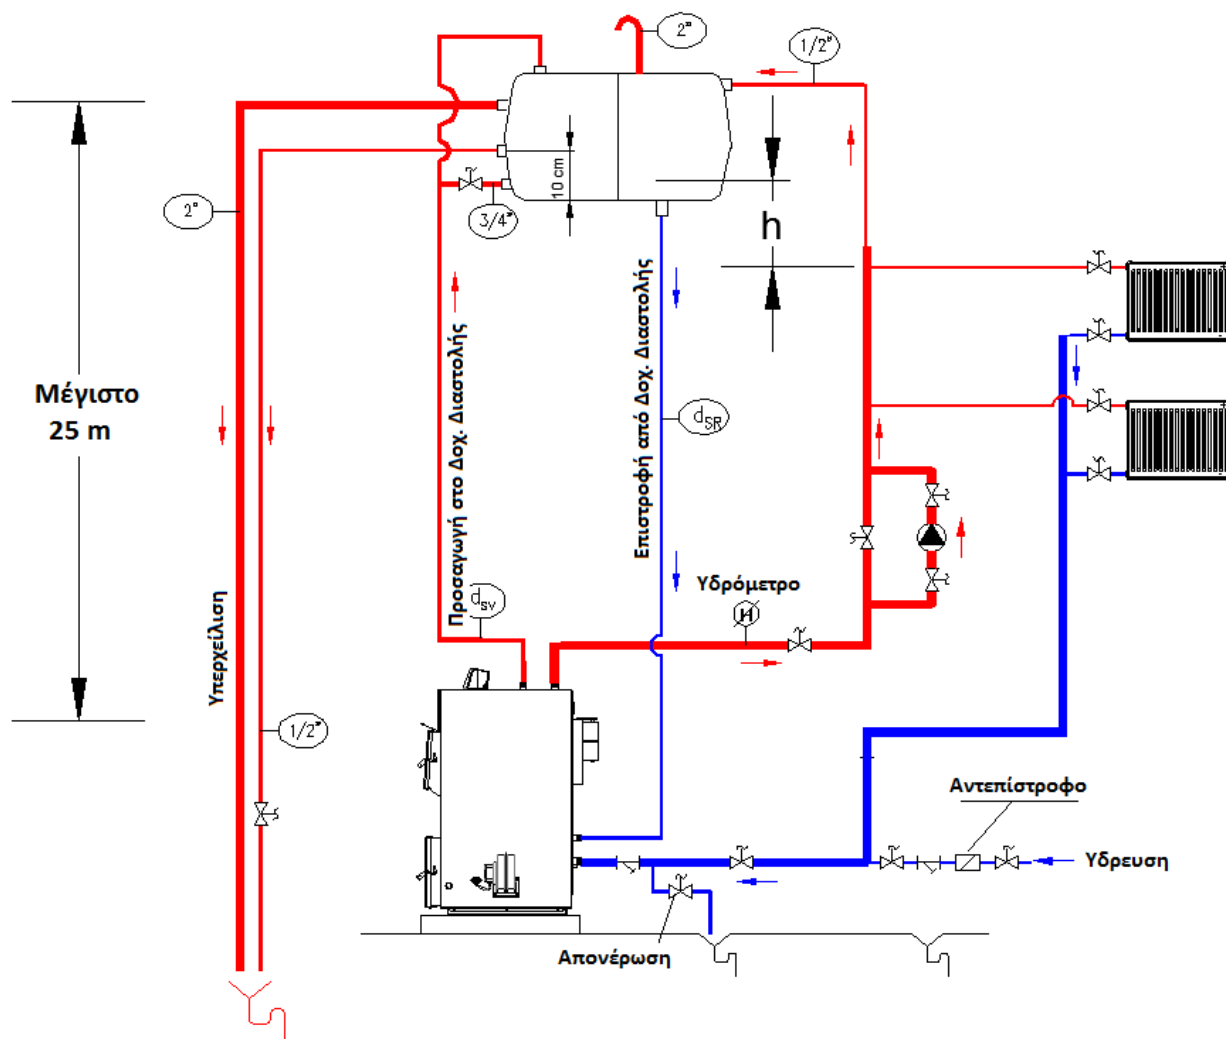 2"
1/2"
10 cm
3/4"
2"
h
Μέγιστο
25 m
Προσαγωγή στο Δοχ. Διαστολής
Επιστροφή από Δοχ. Διαστολής
dSR
Υδρόμετρο
dsv
H
Υπερχείλιση
1/2"
Αντεπίστροφο
Υδρευση
Απονέρωση